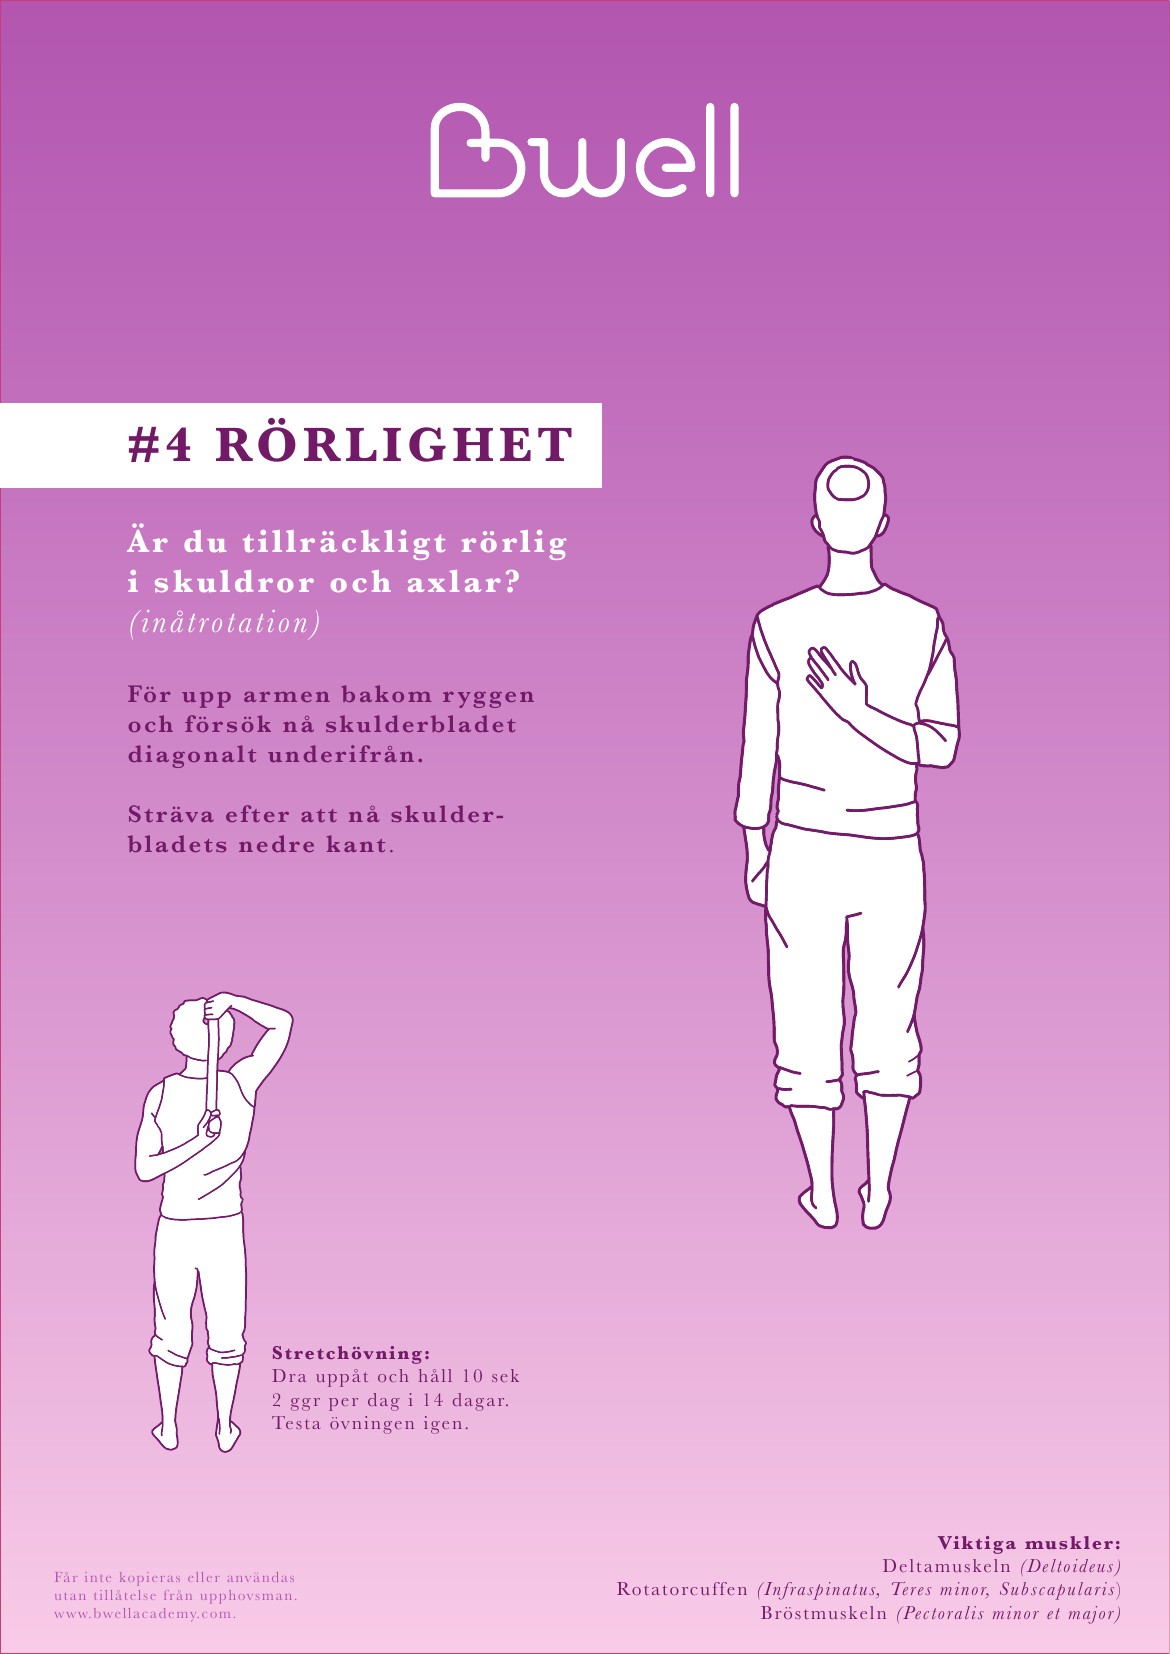 Bwell
#4 RÖRLIGHET
Är du tillräckligt rörlig
i skuldror och axlar?
(inåtrotation)
För upp armen bakom ryggen
och försök nå skulderbladet
diagonalt underifrån.
Sträva efter att nå skulder-
bladets nedre kant.
Stretchövning:
Dra uppåt och håll 10 sek
2 ggr per dag i 14 dagar.
Testa övningen igen.
Viktiga muskler:
Deltamuskeln (Deltoideus)
Rotatorcuffen (Infraspinatus, Teres minor, Subscapularis)
Bröstmuskeln (Pectoralis minor et major)
Får inte kopieras eller användas
utan tillåtelse från upphovsman.
www.bwellacademy.com.